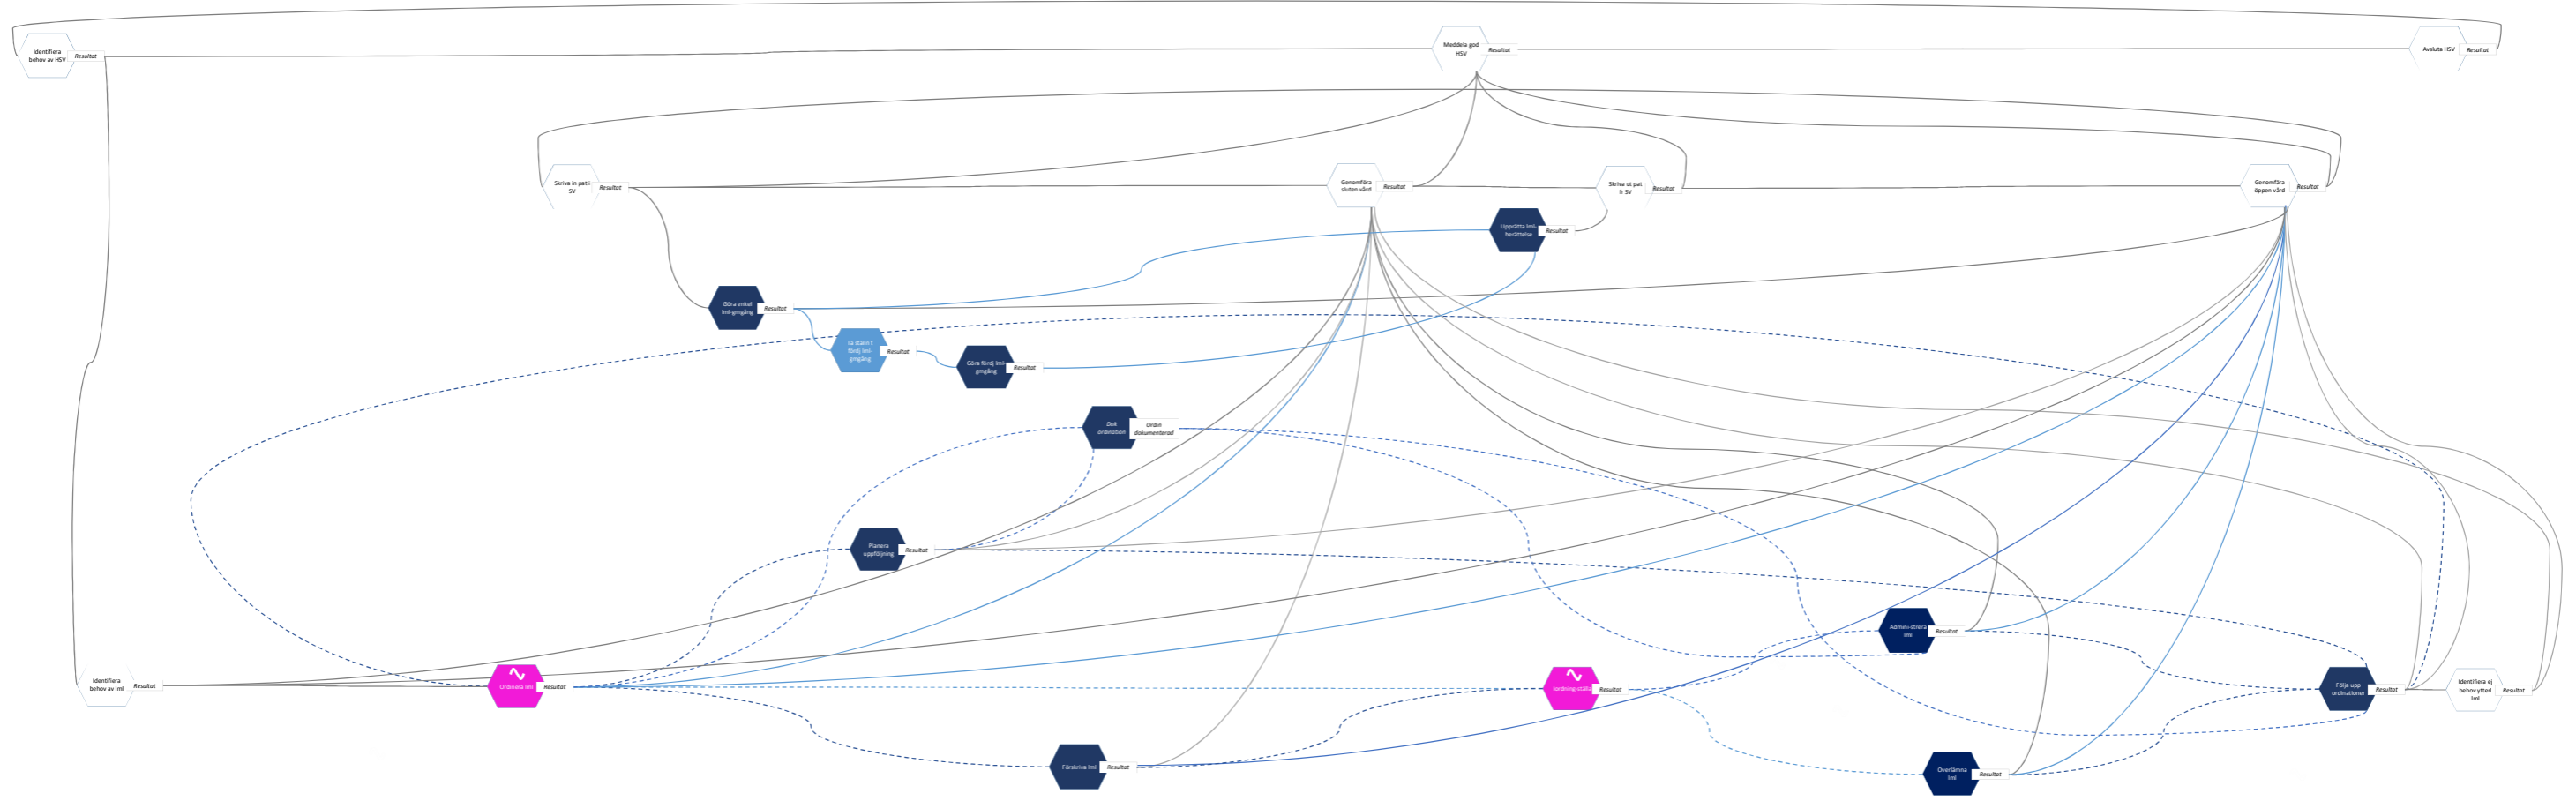 Identifiera
behov av HSV
Resultat
Meddela god
HSV
Resultat
Avsluta HSV
Resultat
Skriva in pat i
SV
Resultat
Genomföra
sluten vård
Resultat
Skriva ut pat
fr SV
Resultat
Genomföra
öppen vård
Resultat
Upprätta lml-
berättelse
Resultat
Göra enkel
lml-gmgång
Resultat
Ta ställn t
fördj lml-
gmgång
Resultat
Göra fördj lml-
gmgång
Resultat
Dok
ordination
Ordin
dokumenterad
Planera
uppföljning
Resultat
Admini-strera
lml
Resultat
Identifiera
behov av lml
Resultat
Ordinera lml
Resultat
Iordning-ställa
Resultat
Följa upp
ordinationer
Resultat
Identifiera ej
behov ytterl
lml
Resultat
Förskriva lml
Resultat
Överlämna
lml
Resultat